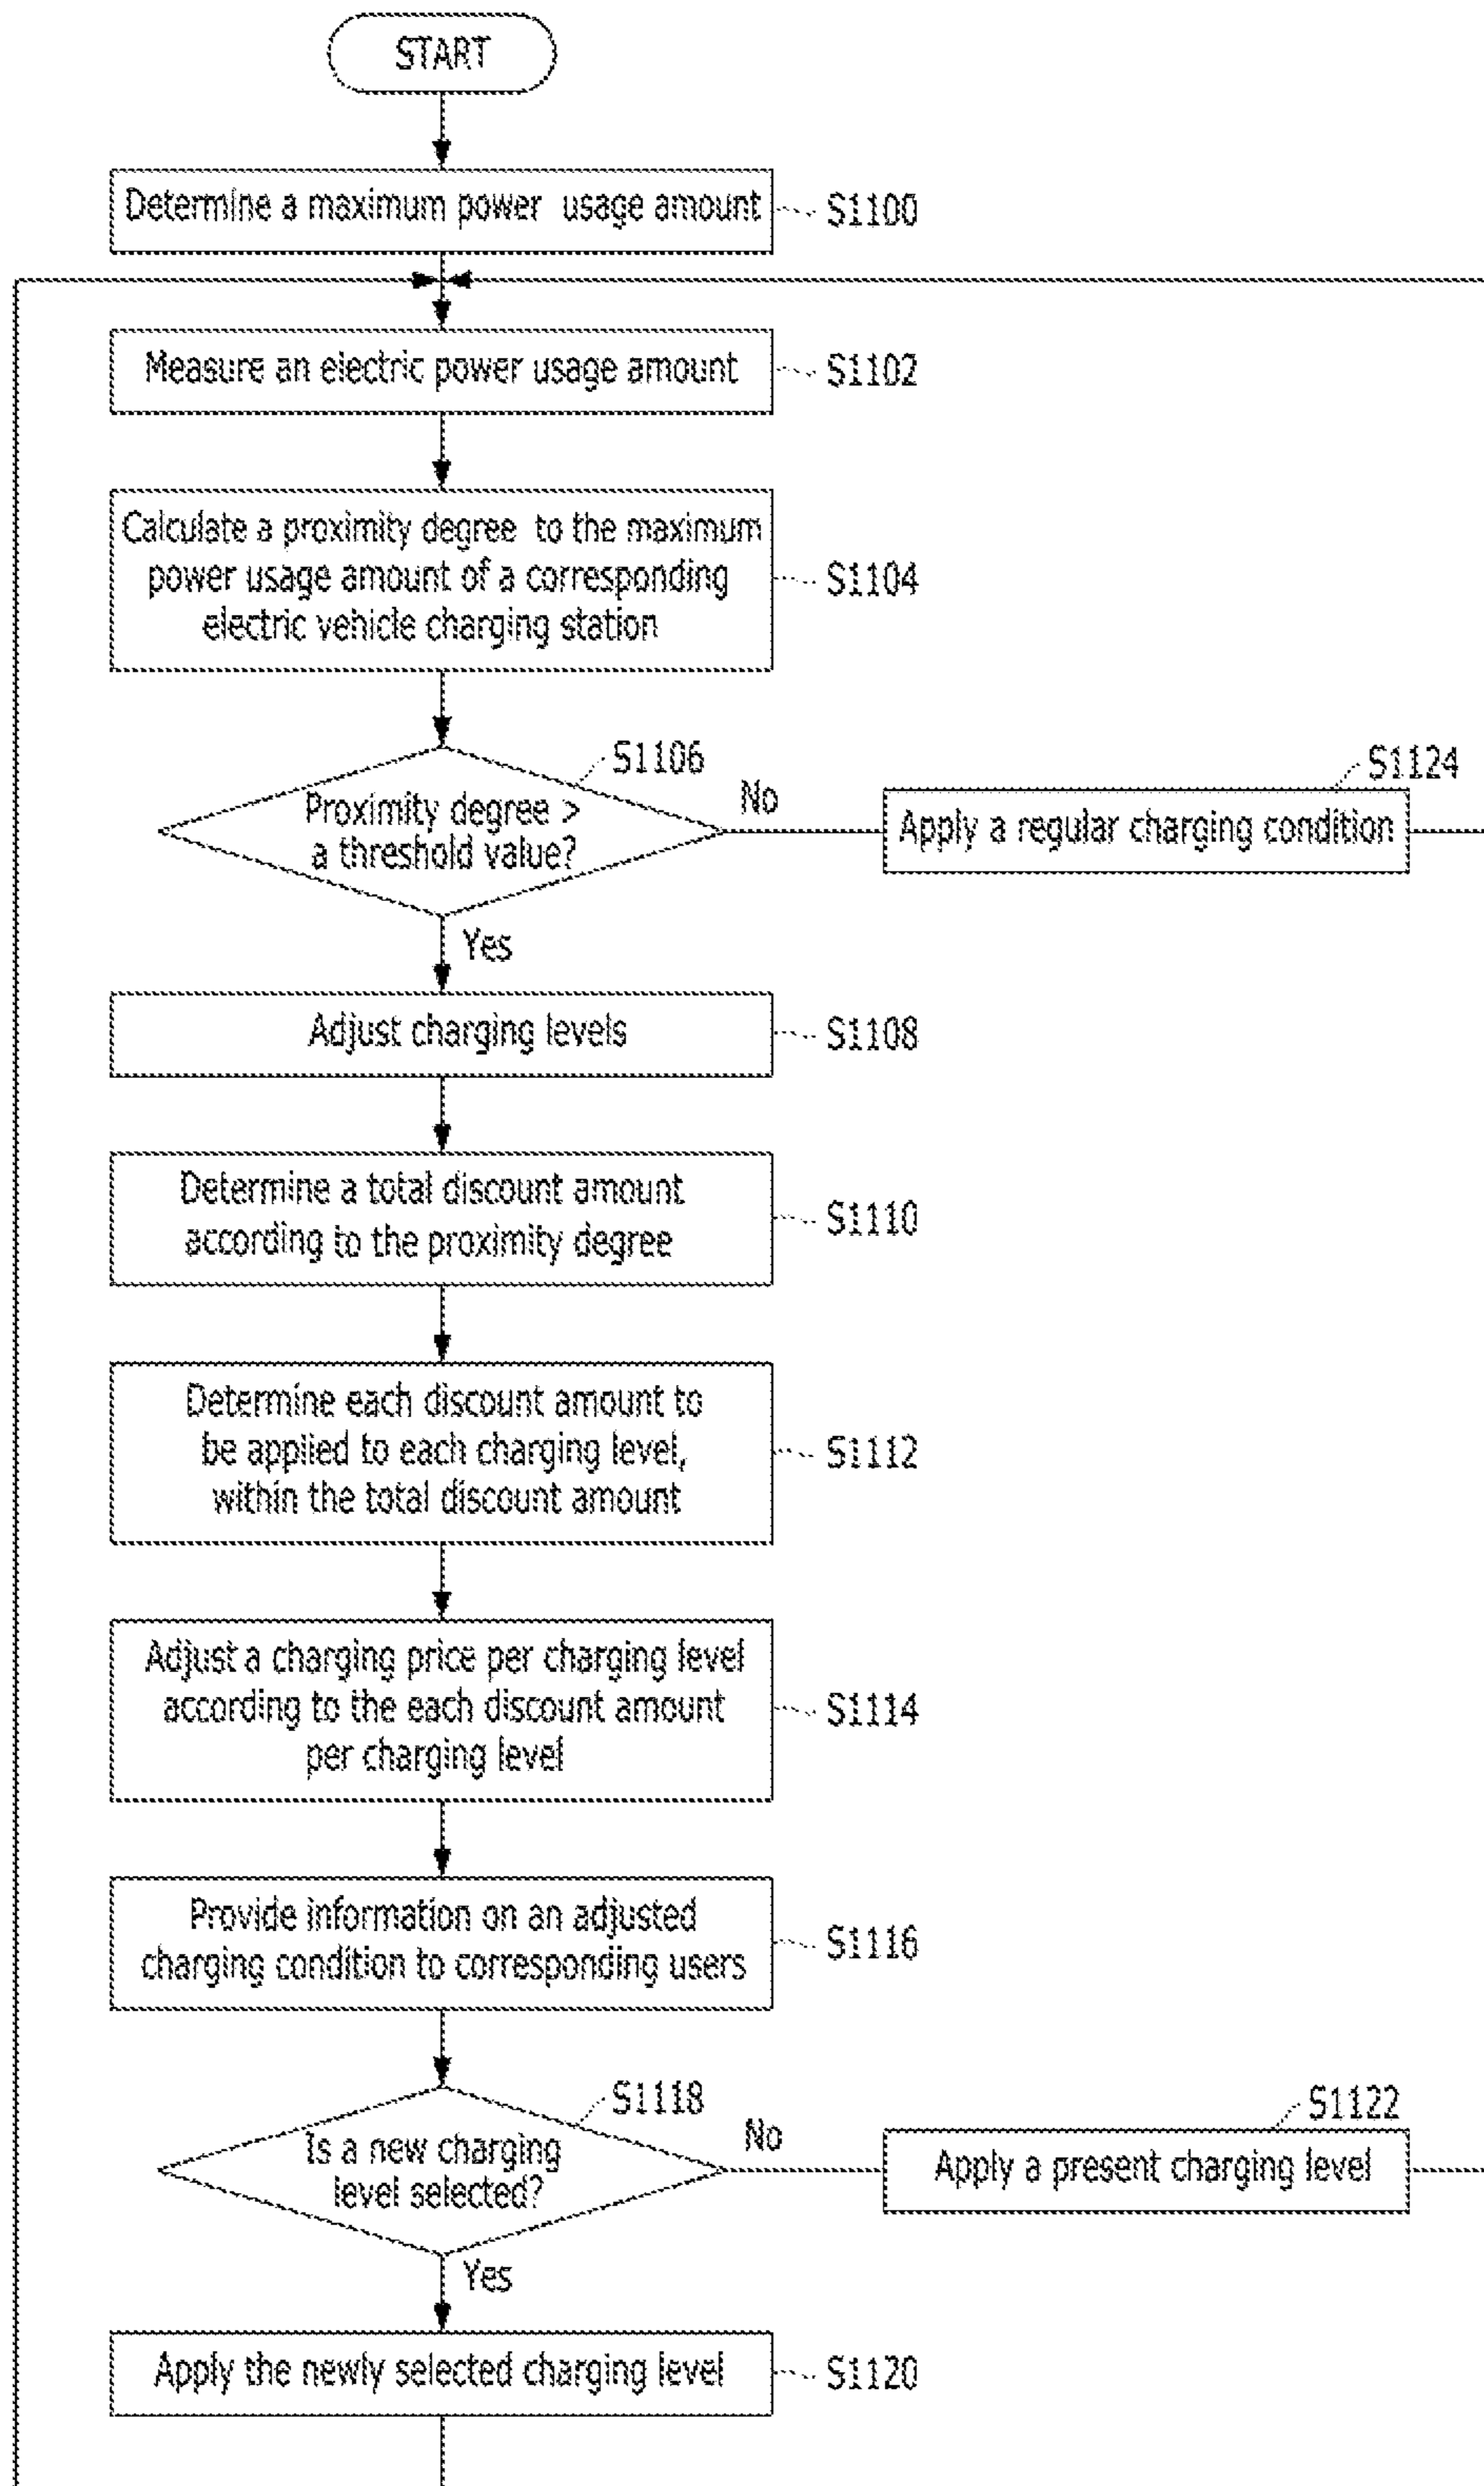 START
Determine a maximum power usage amount
S1100
Measure an electric power usage amount
S1102
Calculate a proximity degree to the maximum
power usage amount of a corresponding
electric vehicle charging station
S1104
S1106
Proximity degree >
a threshold value?
No
S1124
Apply a regular charging condition
Yes
Adjust charging levels
S1108
Determine a total discount amount
according to the proximity degree
S1110
Determine each discount amount to
be applied to each charging level,
within the total discount amount
S1112
Adjust a charging price per charging level
according to the each discount amount
per charging level
S1114
Provide information on an adjusted
charging condition to corresponding users
S1116
S1118
Is a new charging
level selected?
No
S1122
Apply a present charging level
Yes
Apply the newly selected charging level
S1120